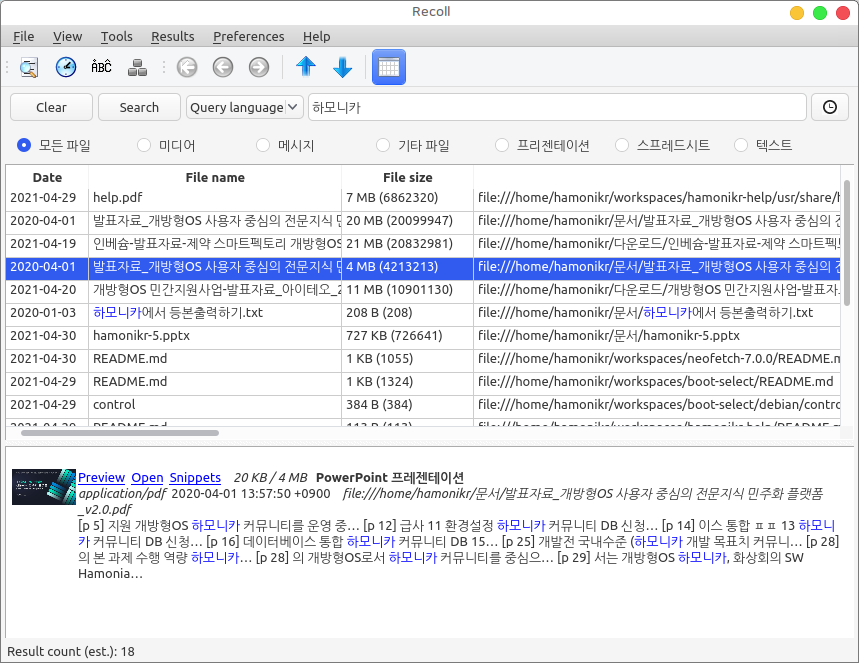 Recoll
File View Tools Results Preferences Help
ÂBĆ
Clear Search Query language 하모니카
모든 파일 미디어 메시지 기타 파일 프리젠테이션 스프레드시트 텍스트
Date File name File size
2021-04-29 help.pdf 7 MB (6862320) file:///home/hamonikr/workspaces/hamonikr-help/usr/share/h
2020-04-01 발표자료_개방형OS 사용자 중심의 전문지식 민 20 MB (20099947) file:///home/hamonikr/문서/발표자료_개방형OS 사용자 중심의 전
2021-04-19 인베슘-발표자료-제약 스마트펙토리 개방형OS 21 MB (20832981) file:///home/hamonikr/다운로드/인베슘-발표자료-제약 스마트펙토
2020-04-01 발표자료_개방형OS 사용자 중심의 전문지식 민 4 MB (4213213) file:///home/hamonikr/문서/발표자료_개방형OS 사용자 중심의 전
2021-04-20 개방형OS 민간지원사업-발표자료_아이테오_2 11 MB (10901130) file:///home/hamonikr/다운로드/개방형OS 민간지원사업-발표자료
2020-01-03 하모니카에서 등본출력하기.txt 208 B (208) file:///home/hamonikr/문서/하모니카에서 등본출력하기.txt
2021-04-30 hamonikr-5.pptx 727 KB (726641) file:///home/hamonikr/문서/hamonikr-5.pptx
2021-04-30 README.md 1 KB (1055) file:///home/hamonikr/workspaces/neofetch-7.0.0/README.m
2021-04-29 README.md 1 KB (1324) file:///home/hamonikr/workspaces/boot-select/README.md
2021-04-29 control 384 B (384) file:///home/hamonikr/workspaces/boot-select/debian/contro
Preview Open Snippets 20 KB / 4 MB PowerPoint 프레젠테이션
application/pdf 2020-04-01 13:57:50 +0900 file:///home/hamonikr/문서/발표자료_개방형OS 사용자 중심의 전문지식 민주화 플랫폼
_v2.0.pdf
[p 5] 지원 개방형OS 하모니카 커뮤니티를 운영 중... [p 12] 급사 11 환경설정 하모니카 커뮤니티 DB 신청... [p 14] 이스 통합 ㅍㅍ 13 하모니
카 커뮤니티 DB 신청... [p 16] 데이터베이스 통합 하모니카 커뮤니티 DB 15... [p 25] 개발전 국내수준 (하모니카 개발 목표치 커뮤니... [p 28]
의 본 과제 수행 역량 하모니카... [p 28] 의 개방형OS로서 하모니카 커뮤니티를 중심으... [p 29] 서는 개방형OS 하모니카, 화상회의 SW
Hamonia...
Result count (est.): 18